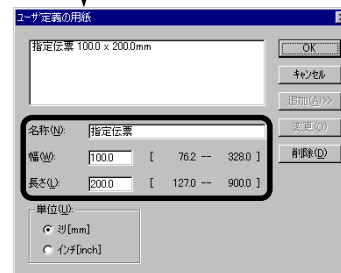 ユーザ定義の用紙
指定伝票 100.0 × 200.0mm
OK
キャンセル
追加(A)>>
変更(O)
削除(D)
名称(N): 指定伝票
幅(W): 100.0 [ 76.2 -- 328.0 ]
長さ(L): 200.0 [ 127.0 -- 900.0 ]
単位(U):
ミリ[mm]
インチ[inch]